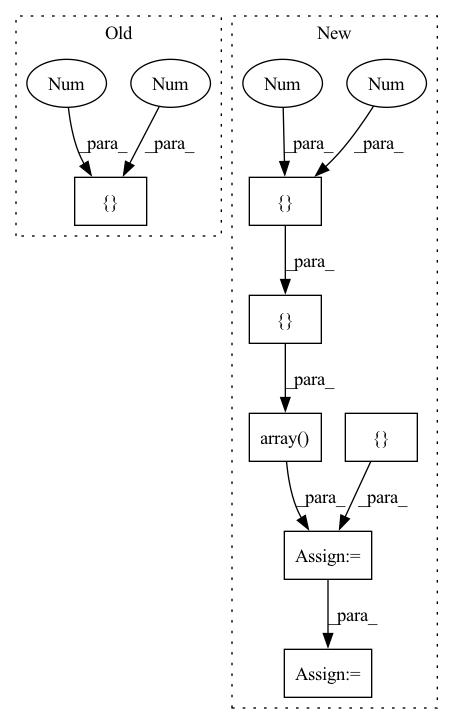 Old
New
Num
Num
Num
Num
_para_
_para_
_para_
_para_
{}
{}
_para_
{}
_para_
array()
{}
_para_
_para_
Assign:=
_para_
Assign:=